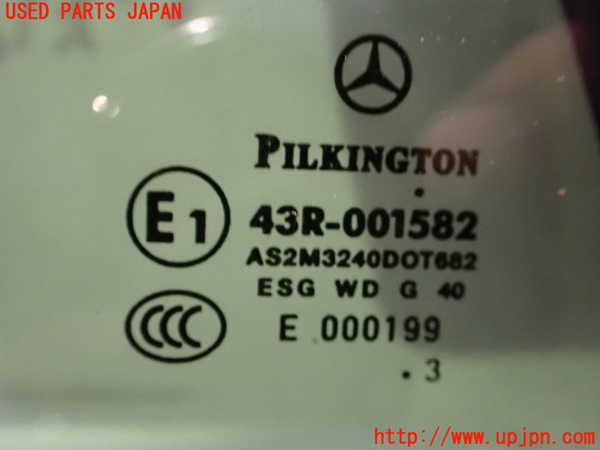 USED PARTS JAPAN
PILKINGTON
E1
43R-001582
AS2M3240DOT682
ESG WD G 40
CCC
E 000199
. 3
http://www.upjpn.com/